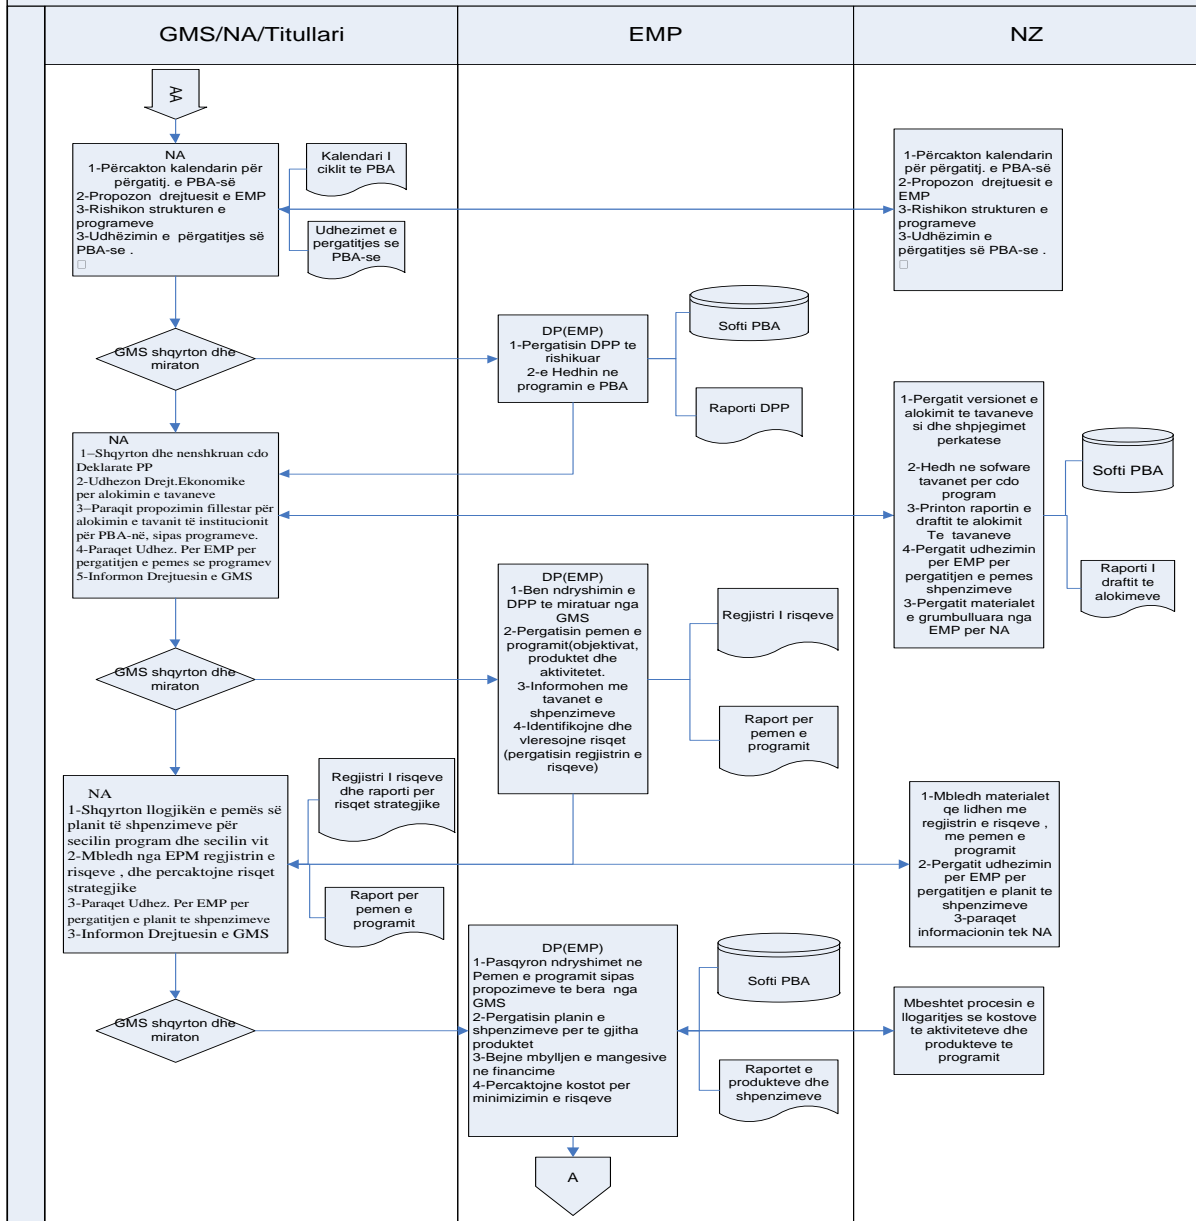 GMS/NA/Titullari
EMP
NZ
AA
NA
1-Përcakton kalendarin për
përgatitj. e PBA-së
2-Propozon drejtuesit e EMP
3-Rishikon strukturen e
programeve
3-Udhëzimin e përgatitjes së
PBA-se .
Kalendari I
ciklit te PBA
Udhezimet e
pergatitjes se
PBA-se
1-Përcakton kalendarin
për përgatitj. e PBA-së
2-Propozon drejtuesit e
EMP
3-Rishikon strukturen e
programeve
3-Udhëzimin e
përgatitjes së PBA-se .
GMS shqyrton dhe
miraton
DP(EMP)
1-Pergatisin DPP te
rishikuar
2-e Hedhin ne
programin e PBA
Softi PBA
Raporti DPP
NA
1–Shqyrton dhe nenshkruan cdo
Deklarate PP
2-Udhezon Drejt.Ekonomike
per alokimin e tavaneve
3–Paraqit propozimin fillestar për
alokimin e tavanit të institucionit
për PBA-në, sipas programeve.
4-Paraqet Udhez. Per EMP per
pergatitjen e pemes se programev
5-Informon Drejtuesin e GMS
1-Pergatit versionet e
alokimit te tavaneve
si dhe shpjegimet
perkatese
2-Hedh ne sofware
tavanet per cdo
program
3-Printon raportin e
draftit te alokimit
Te tavaneve
4-Pergatit udhezimin
per EMP per
pergatitjen e pemes
shpenzimeve
3-Pergatit materialet
e grumbulluara nga
EMP per NA
Softi PBA
Raporti I
draftit te
alokimeve
GMS shqyrton dhe
miraton
DP(EMP)
1-Ben ndryshimin e
DPP te miratuar nga
GMS
2-Pergatisin pemen e
programit(objektivat,
produktet dhe
aktivitetet.
3-Informohen me
tavanet e
shpenzimeve
4-Identifikojne dhe
vleresojne risqet
(pergatisin regjistrin e
risqeve)
Regjistri I risqeve
Raport per
pemen e
programit
NA
1-Shqyrton llogjikën e pemës së
planit të shpenzimeve për
secilin program dhe secilin vit
2-Mbledh nga EPM regjistrin e
risqeve , dhe percaktojne risqet
strategjike
3-Paraqet Udhez. Per EMP per
pergatitjen e planit te shpenzimeve
3-Informon Drejtuesin e GMS
Regjistri I risqeve
dhe raporti per
risqet strategjike
Raport per
pemen e
programit
1-Mbledh materialet
qe lidhen me
regjistrin e risqeve ,
me pemen e
programit
2-Pergatit udhezimin
per EMP per
pergatitjen e planit te
shpenzimeve
3-paraqet
informacionin tek NA
GMS shqyrton dhe
miraton
DP(EMP)
1-Pasqyron ndryshimet ne
Pemen e programit sipas
propozimeve te bera nga
GMS
2-Pergatisin planin e
shpenzimeve per te gjitha
produktet
3-Bejne mbylljen e mangesive
ne financime
4-Percaktojne kostot per
minimizimin e risqeve
Softi PBA
Raportet e
produkteve dhe
shpenzimeve
Mbeshtet procesin e
llogaritjes se kostove
te aktiviteteve dhe
produkteve te
programit
A